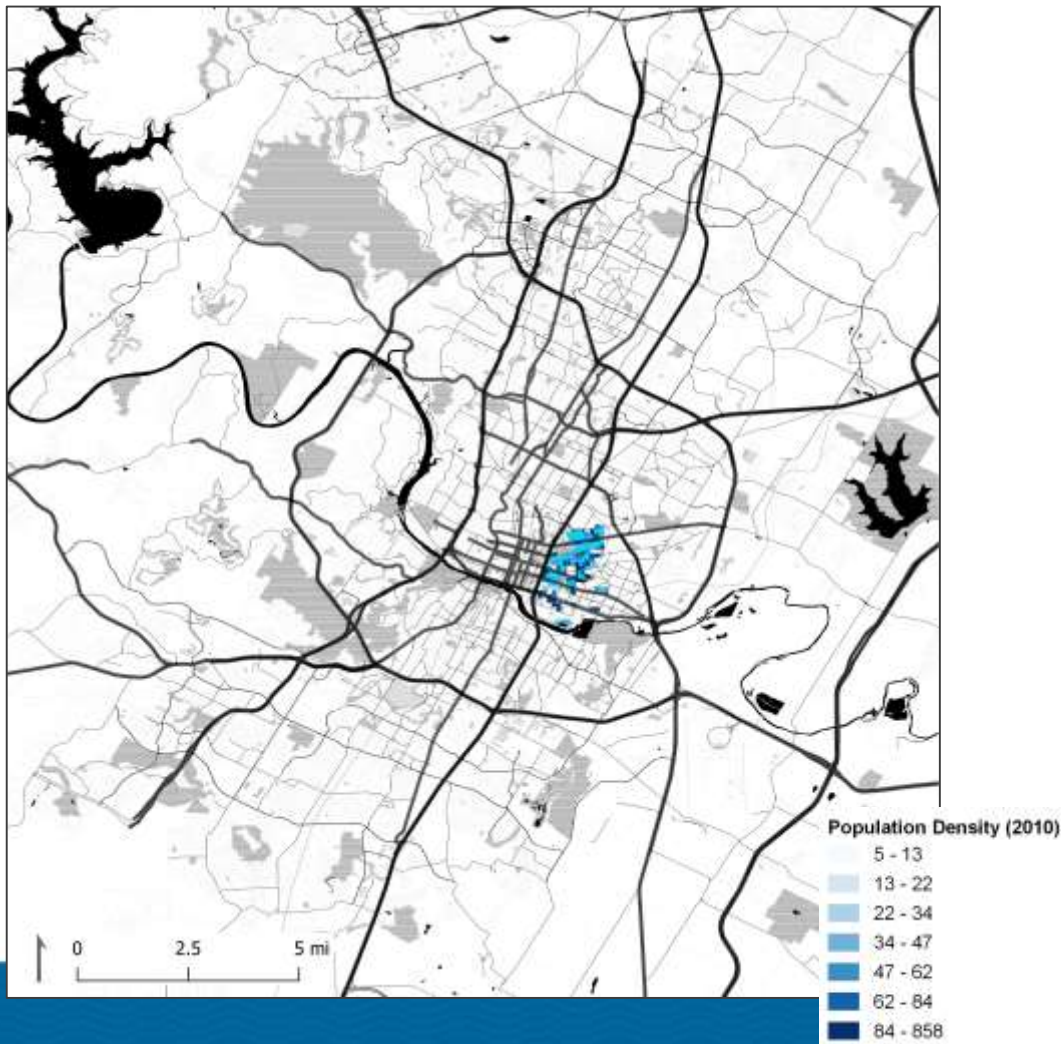 0 2.5 5 mi
Population Density (2010)
5 - 13
13 - 22
22 - 34
34 - 47
47 - 62
62 - 84
84 - 858